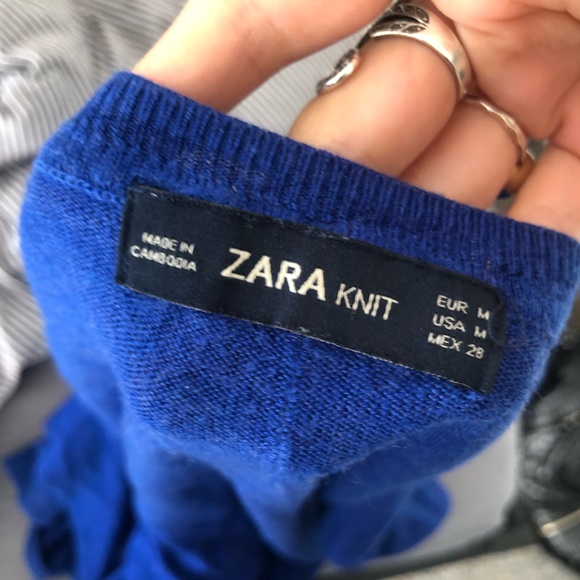 MADE IN
CAMBODIA
ZARA KNIT
EUR M
USA M
MEX 28